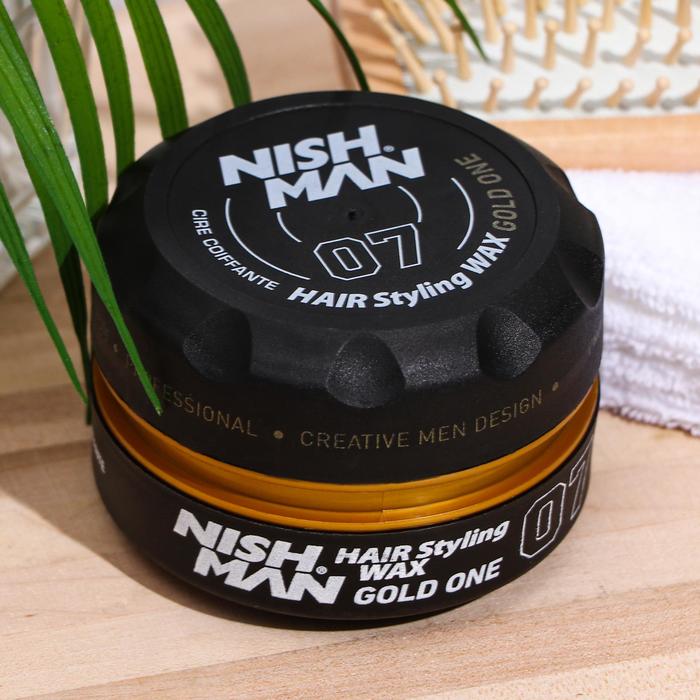 NISH
MAN®
07
CIRE COIFFANTE
HAIR Styling WAX GOLD ONE
PROFESSIONAL • CREATIVE MEN DESIGN •
NISH
MAN®
HAIR Styling
WAX
GOLD ONE
07